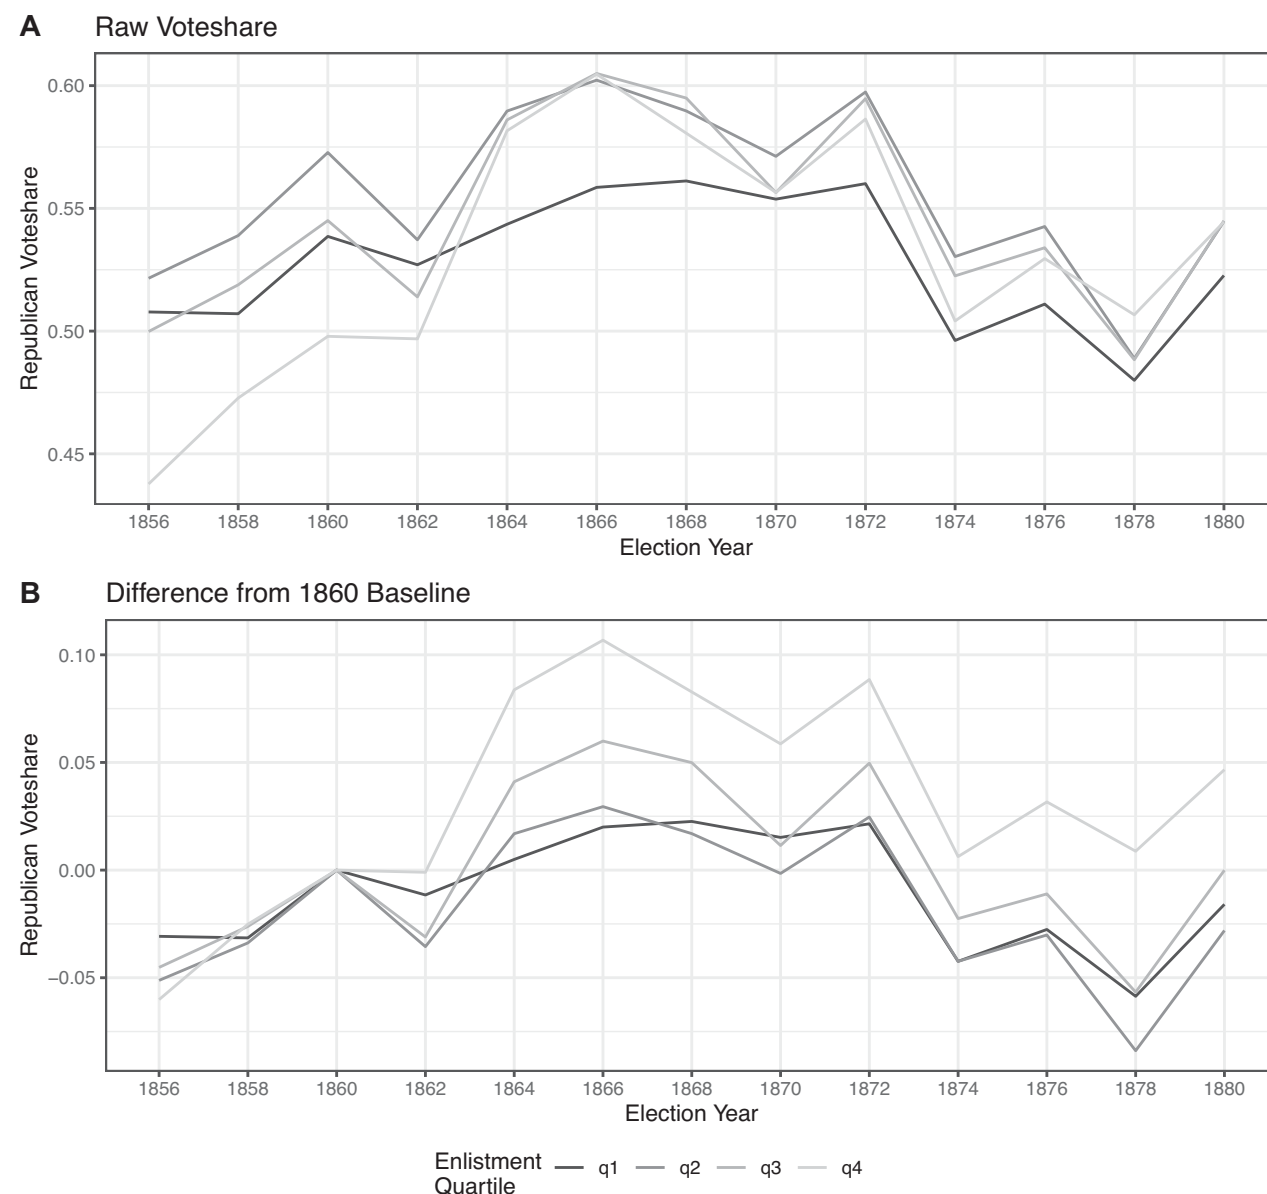 A Raw Voteshare
Republican Voteshare
0.60
0.55
0.50
0.45
1856 1858 1860 1862 1864 1866 1868 1870 1872 1874 1876 1878 1880
Election Year
B Difference from 1860 Baseline
Republican Voteshare
0.10
0.05
0.00
−0.05
1856 1858 1860 1862 1864 1866 1868 1870 1872 1874 1876 1878 1880
Election Year
Enlistment q1 q2 q3 q4
Quartile